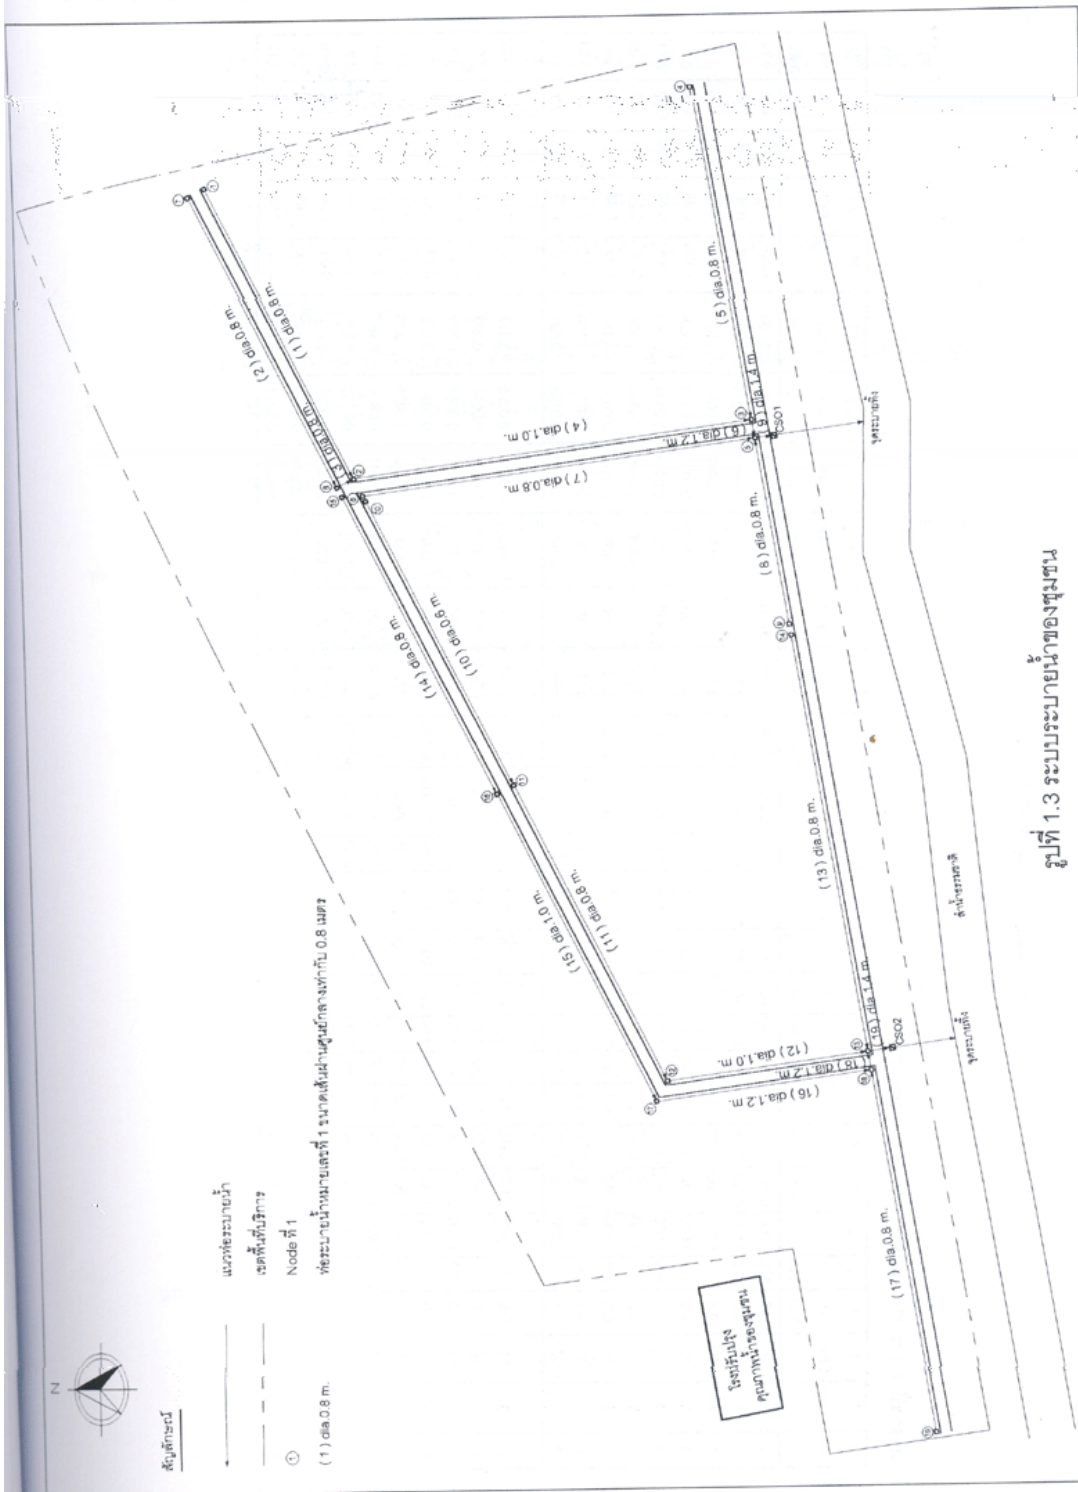 N
สัญลักษณ์
แนวท่อระบายน้ำ
เขตพื้นที่บริการ
① Node ที่ 1
( 1 ) dia.0.8 m. ท่อระบายน้ำหมายเลขที่ 1 ขนาดเส้นผ่านศูนย์กลางเท่ากับ 0.8 เมตร
โรงปรับปรุง
คุณภาพน้ำของชุมชน
( 2 ) dia.0.8 m.
( 1 ) dia.0.8 m.
( 3 ) dia.0.8 m.
( 14 ) dia.0.8 m.
( 10 ) dia.0.6 m.
( 15 ) dia.1.0 m.
( 11 ) dia.0.8 m.
( 4 ) dia.1.0 m.
( 6 ) dia.1.2 m.
( 7 ) dia.0.8 m.
( 5 ) dia.0.8 m.
( 9 ) dia.1.4 m.
CSO1
( 8 ) dia.0.8 m.
( 13 ) dia.0.8 m.
( 12 ) dia.1.0 m.
( 18 ) dia.1.2 m.
( 16 ) dia.1.2 m.
( 19 ) dia.1.4 m.
CSO2
( 17 ) dia.0.8 m.
จุดระบายทิ้ง
จุดระบายทิ้ง
ลำน้ำธรรมชาติ
รูปที่ 1.3 ระบบระบายน้ำของชุมชน